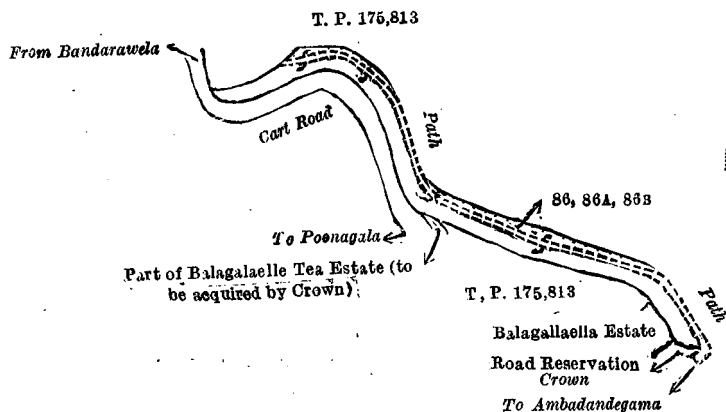 T. P. 175,813
From Bandarawela
Cart Road
Path
86, 86A, 86B
To Poonagala
Part of Balagalaelle Tea Estate (to
be acquired by Crown)
T, P. 175,813
Path
Balagallaella Estate
Road Reservation
Crown
To Ambadandegama